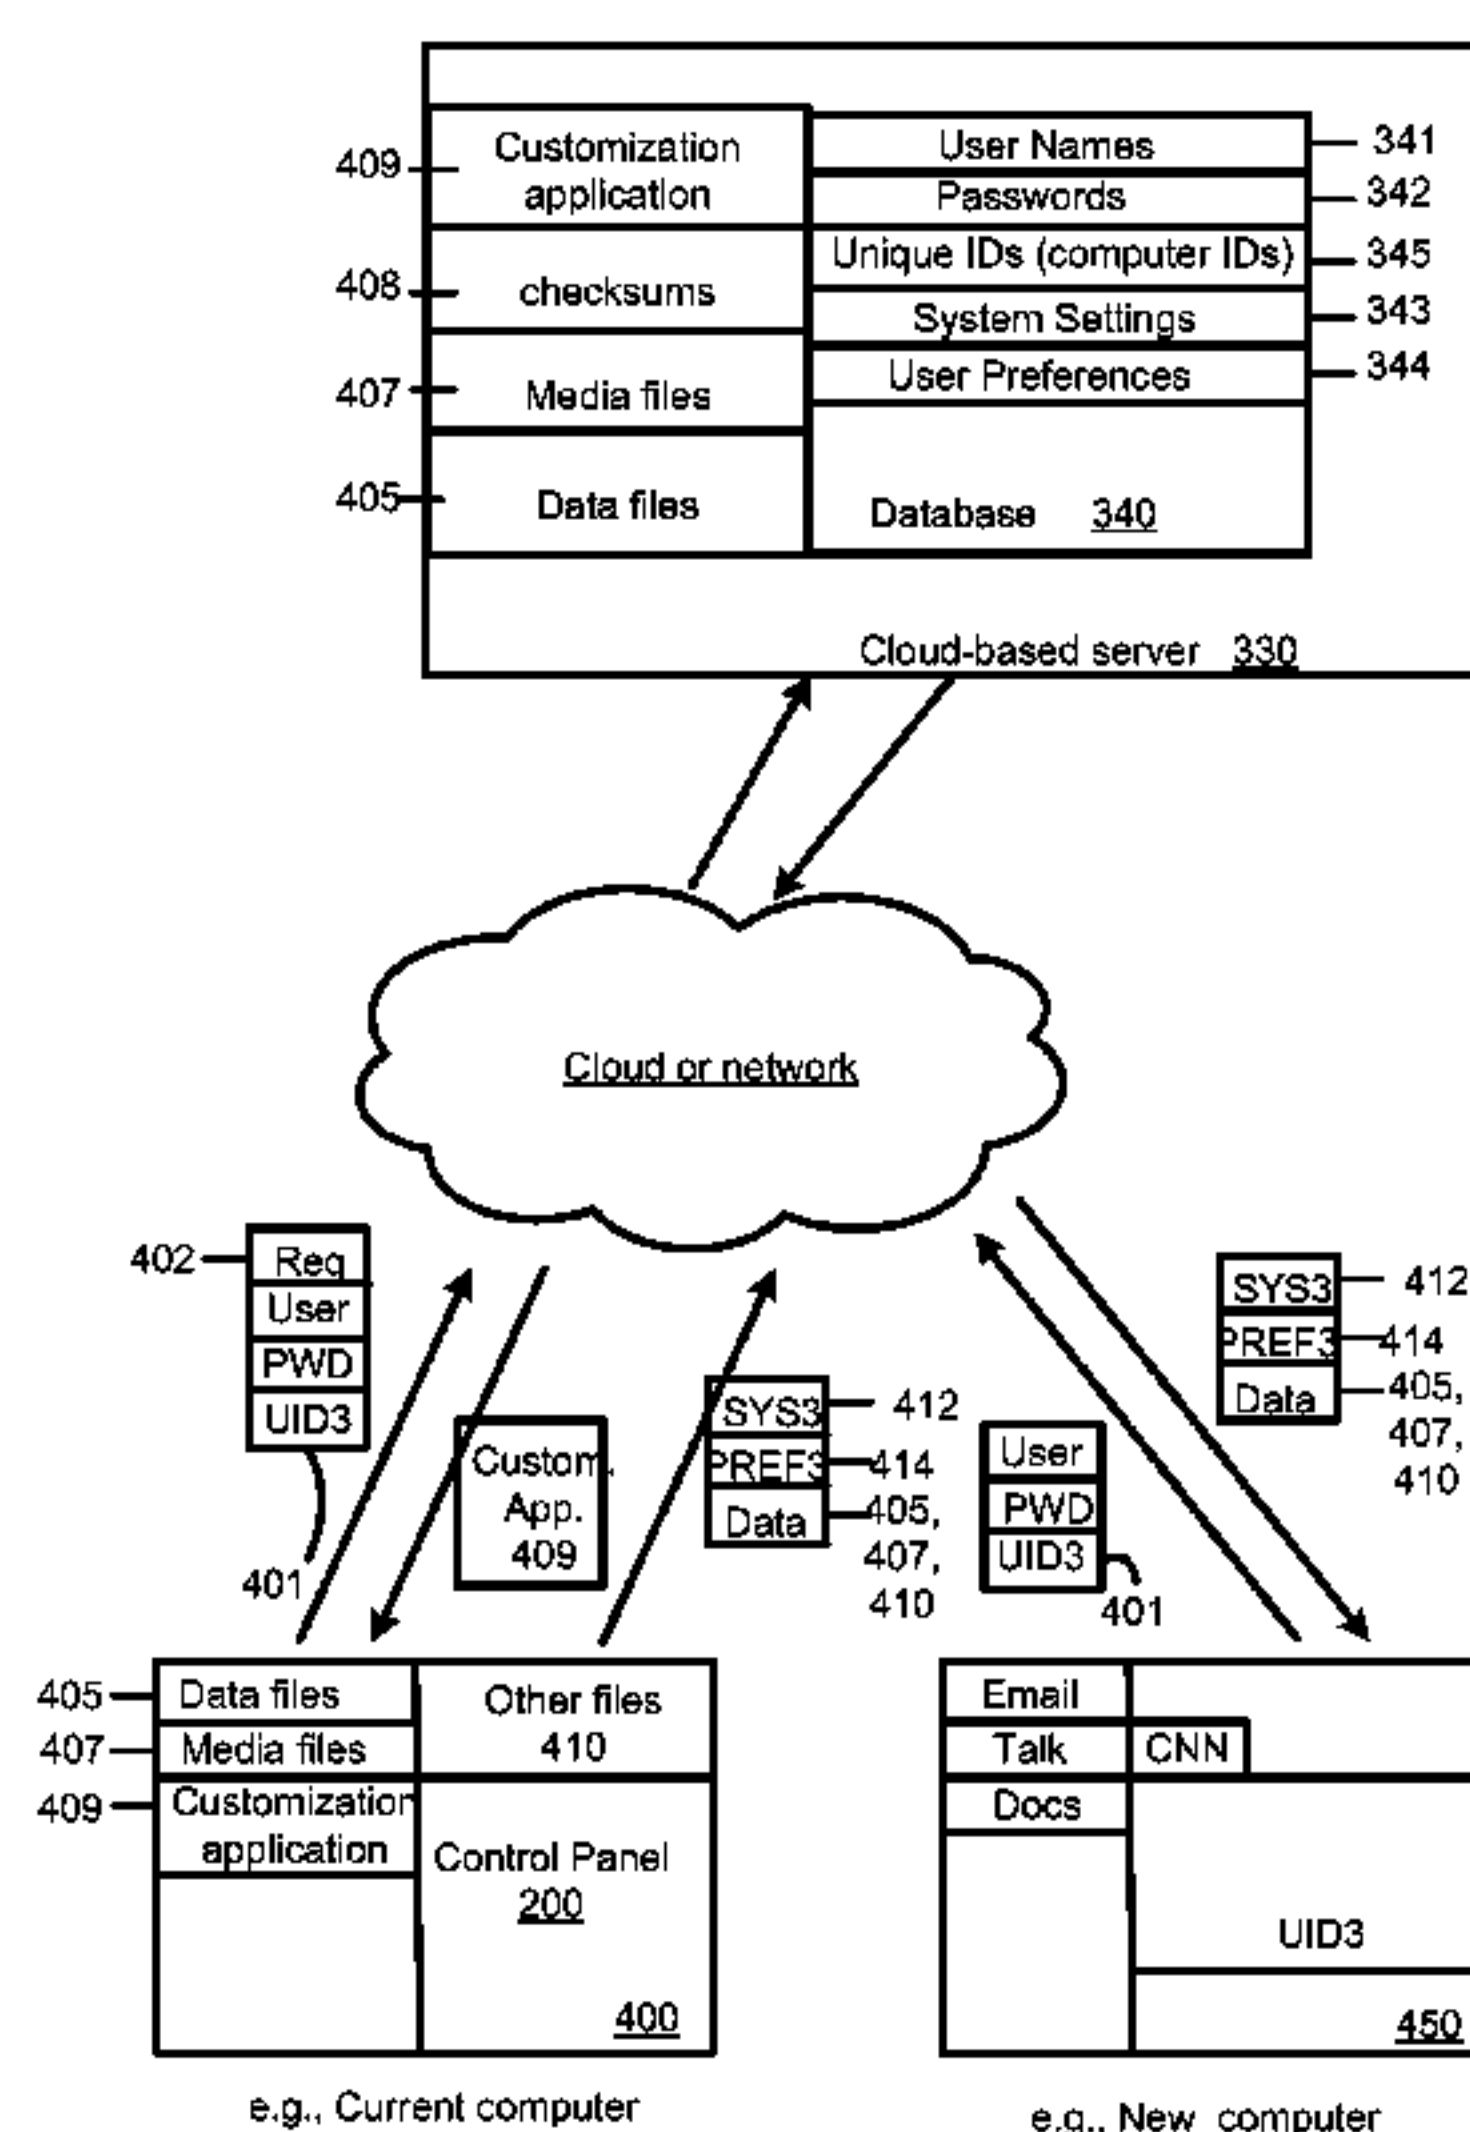 409
Customization
application
User Names
341
Passwords
342
Unique IDs (computer IDs)
345
408
checksums
System Settings
343
User Preferences
344
407
Media files
405
Data files
Database 340
Cloud-based server 330
Cloud or network
402
Req
User
PWD
UID3
401
Custom.
App.
409
SYS3
412
PREF3
414
Data
405,
407,
410
User
PWD
UID3
401
SYS3
412
PREF3
414
Data
405,
407,
410
405
Data files
407
Media files
409
Customization
application
Other files
410
Control Panel
200
400
e.g., Current computer
Email
Talk
CNN
Docs
UID3
450
e.g., New computer